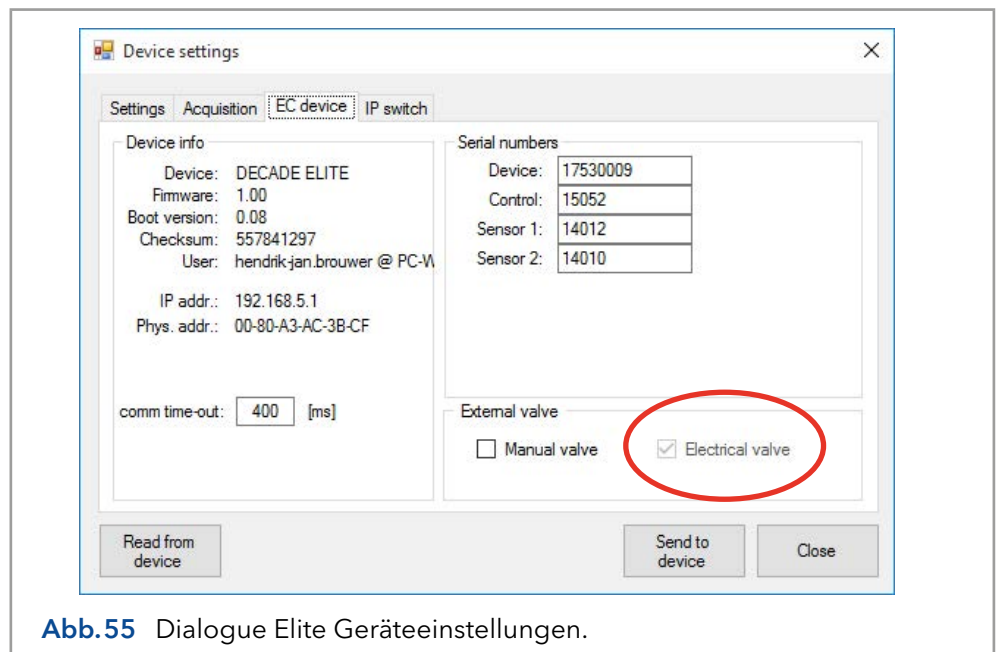 Device settings
Settings Acquisition EC device IP switch
Device info
Device: DECADE ELITE
Firmware: 1.00
Boot version: 0.08
Checksum: 557841297
User: hendrik-jan.brouwer @ PC-W
IP addr.: 192.168.5.1
Phys. addr.: 00-80-A3-AC-3B-CF
comm time-out: 400 [ms]
Serial numbers
Device: 17530009
Control: 15052
Sensor 1: 14012
Sensor 2: 14010
External valve
Manual valve Electrical valve
Read from
device
Send to
device
Close
Abb.55 Dialogue Elite Geräteeinstellungen.